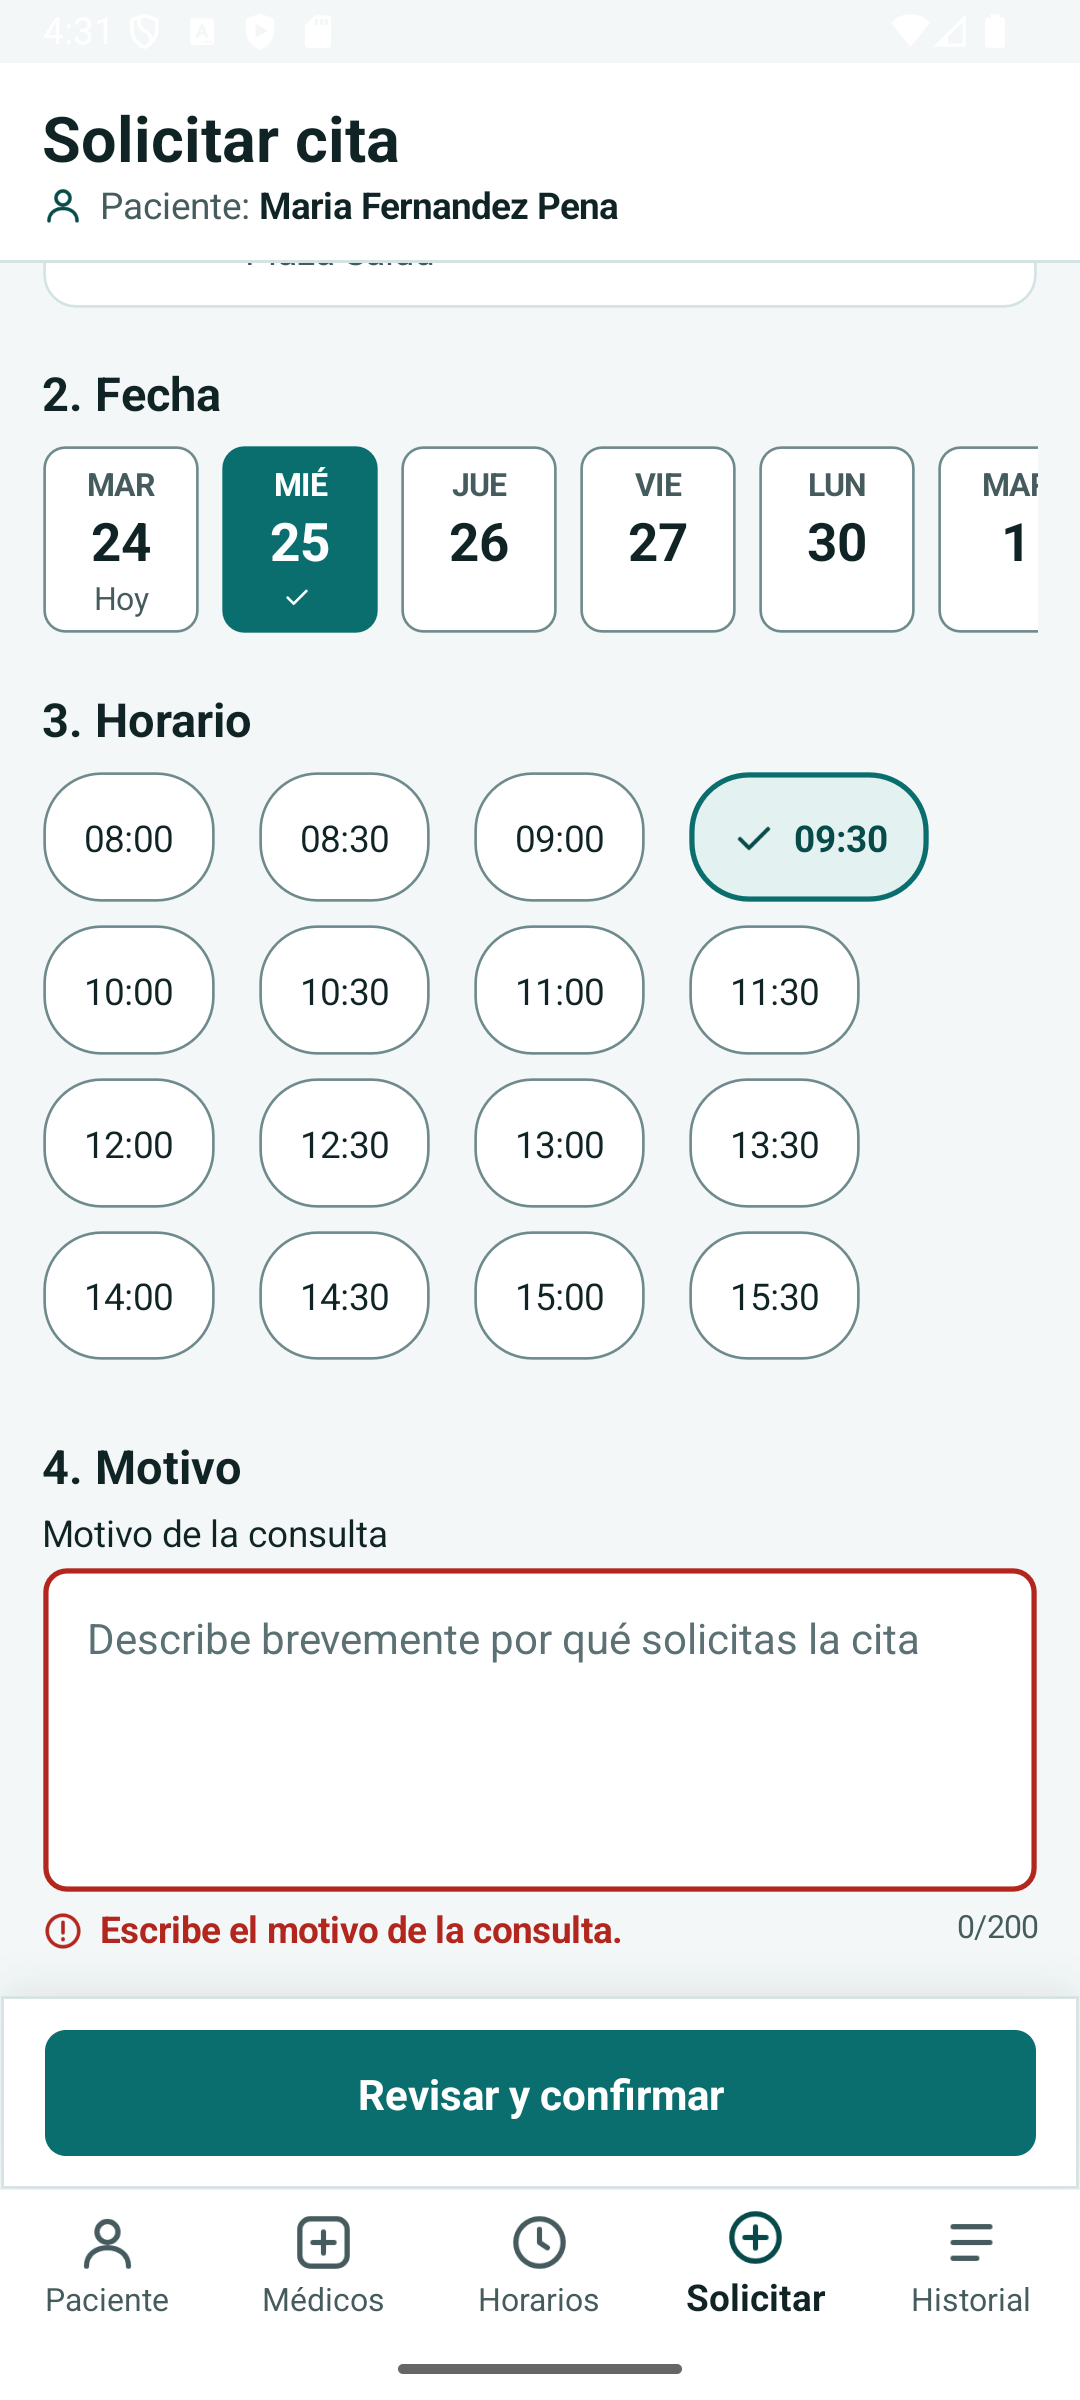 4:31
Solicitar cita
Paciente: Maria Fernandez Pena
2. Fecha
MAR
24
Hoy
MIÉ
25
JUE
26
VIE
27
LUN
30
3. Horario
08:00 08:30 09:00 09:30
10:00 10:30 11:00 11:30
12:00 12:30 13:00 13:30
14:00 14:30 15:00 15:30
4. Motivo
Motivo de la consulta
Describe brevemente por qué solicitas la cita
Escribe el motivo de la consulta. 0/200
Revisar y confirmar
Paciente Médicos Horarios Solicitar Historial